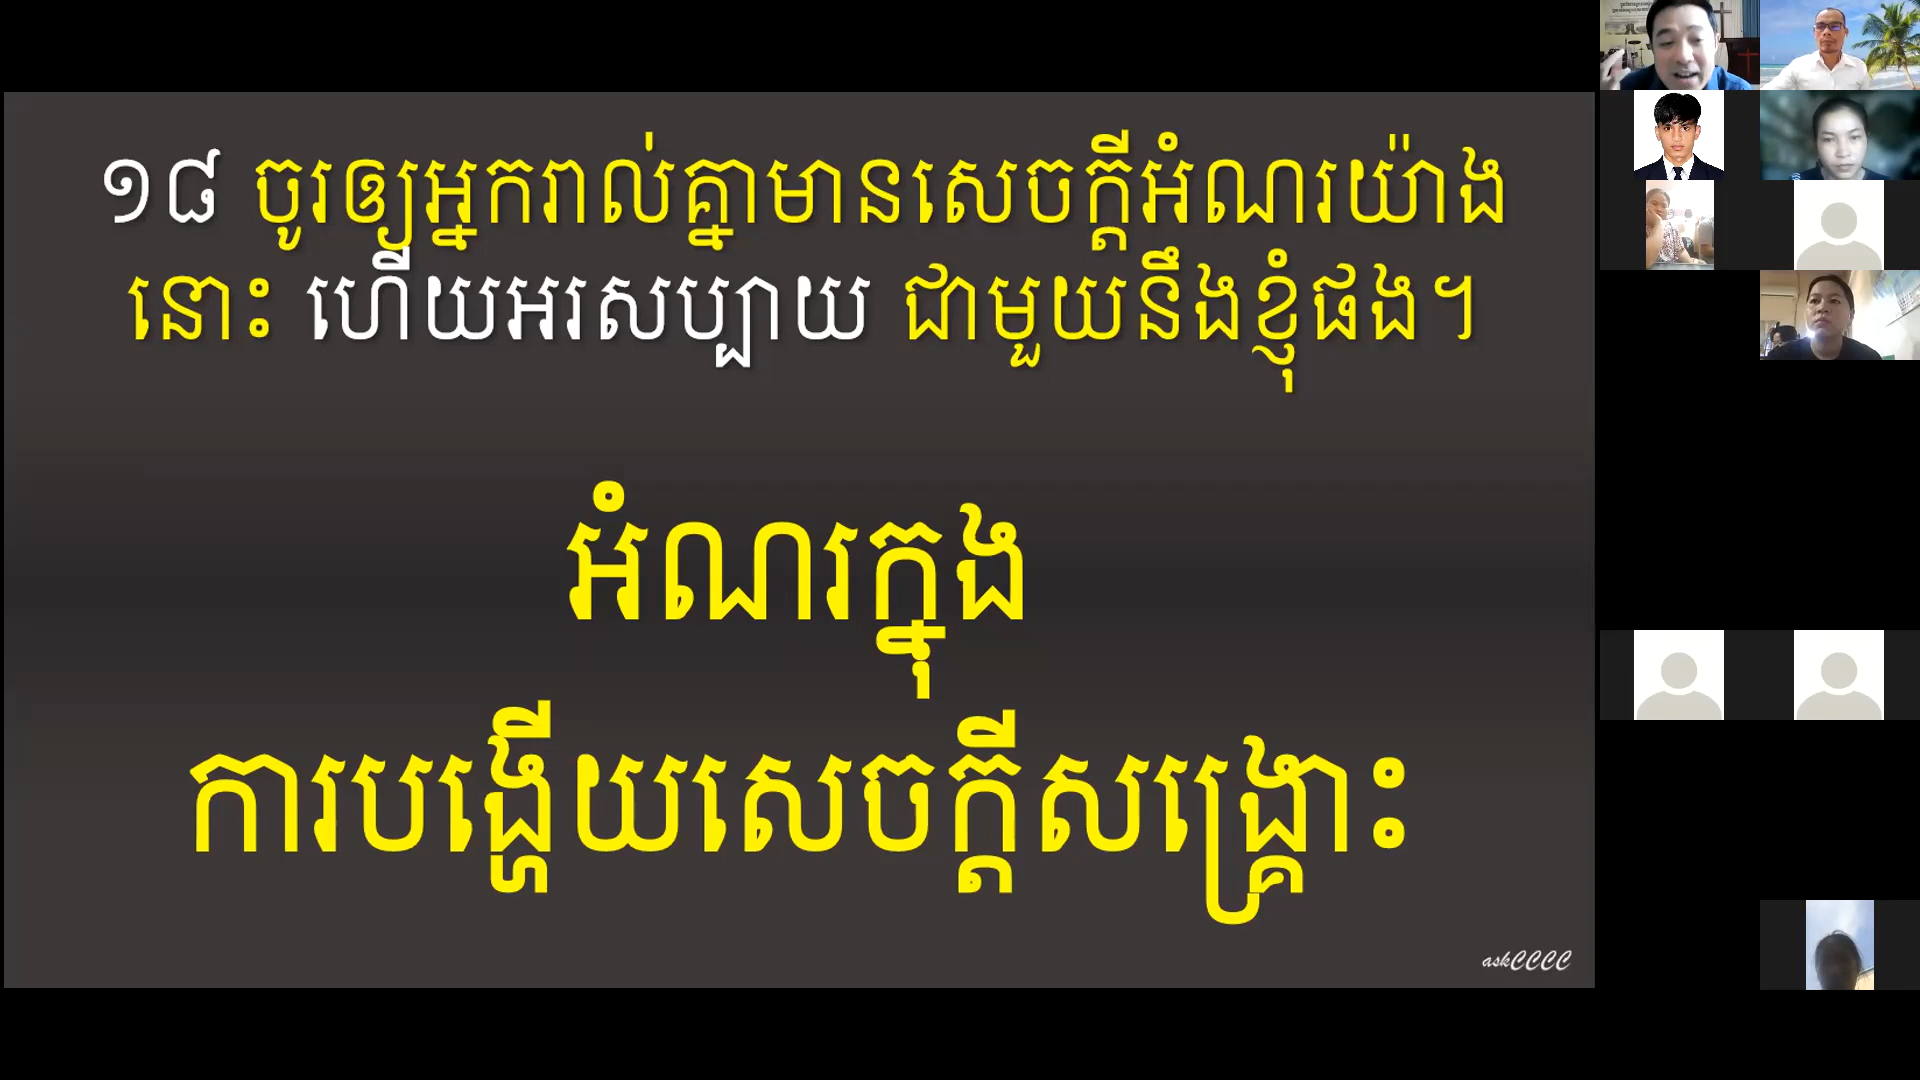 ១៨ ចូរឲ្យអ្នករាល់គ្នាមានសេចក្ដីអំណរយ៉ាង
នោះ ហើយអរសប្បាយ ជាមួយនឹងខ្ញុំផង។
អំណរក្នុង
ការបង្ហើយសេចក្ដីសង្គ្រោះ
askCCCC